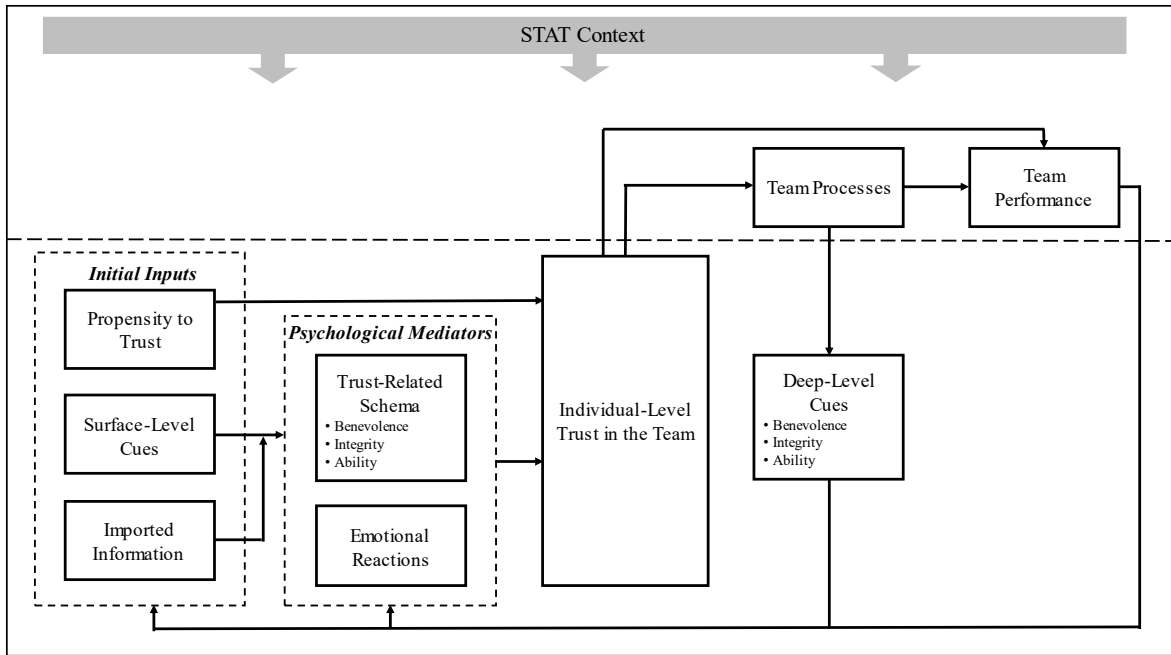 STAT Context
Team Processes
Team
Performance
Initial Inputs
Propensity to
Trust
Surface-Level
Cues
Imported
Information
Psychological Mediators
Trust-Related
Schema
• Benevolence
• Integrity
• Ability
Emotional
Reactions
Individual-Level
Trust in the Team
Deep-Level
Cues
• Benevolence
• Integrity
• Ability